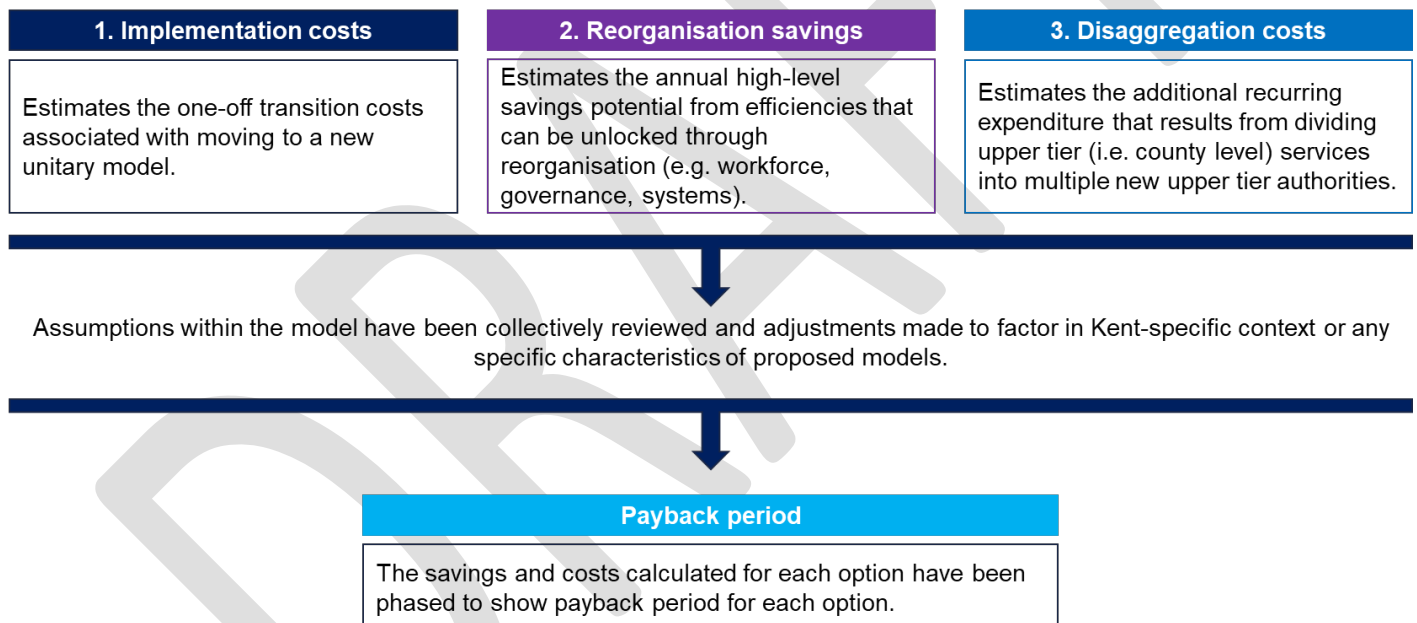 1. Implementation costs
Estimates the one-off transition costs
associated with moving to a new
unitary model.
2. Reorganisation savings
Estimates the annual high-level
savings potential from efficiencies that
can be unlocked through
reorganisation (e.g. workforce,
governance, systems).
3. Disaggregation costs
Estimates the additional recurring
expenditure that results from dividing
upper tier (i.e. county level) services
into multiple new upper tier authorities.
Assumptions within the model have been collectively reviewed and adjustments made to factor in Kent-specific context or any
specific characteristics of proposed models.
Payback period
The savings and costs calculated for each option have been
phased to show payback period for each option.
DRAF